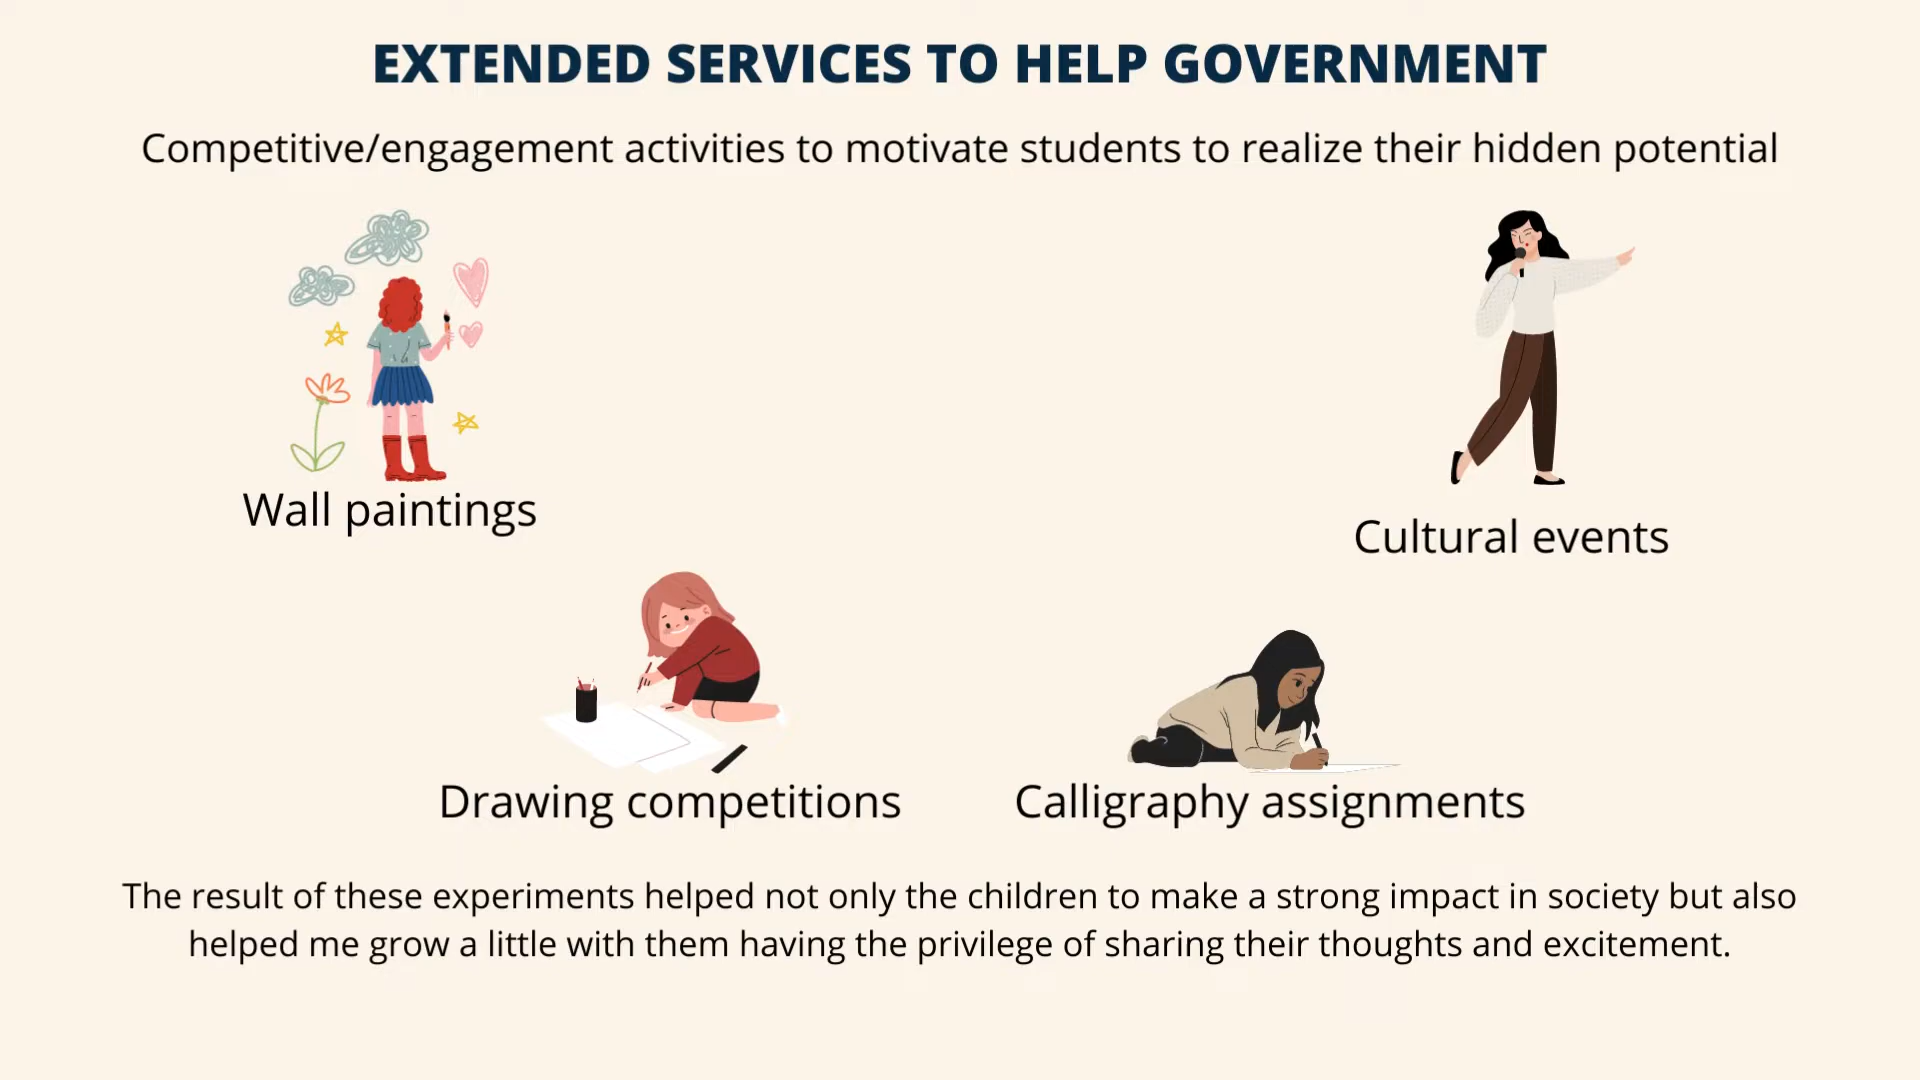 EXTENDED SERVICES TO HELP GOVERNMENT
Competitive/engagement activities to motivate students to realize their hidden potential
Wall paintings
Cultural events
Drawing competitions
Calligraphy assignments
The result of these experiments helped not only the children to make a strong impact in society but also
helped me grow a little with them having the privilege of sharing their thoughts and excitement.